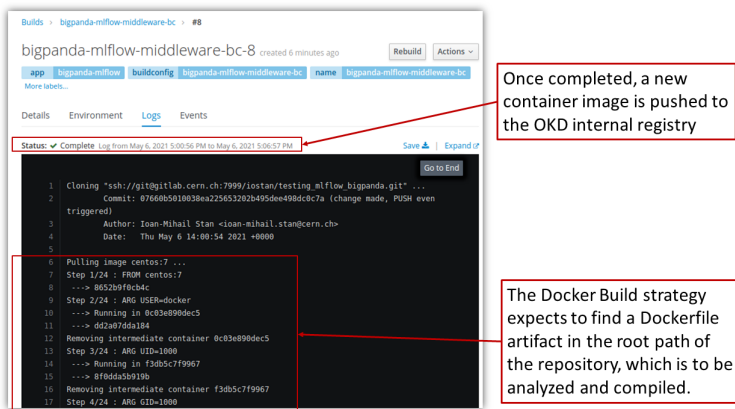 Builds › bigpanda-mlflow-middleware-bc › #8
bigpanda-mlflow-middleware-bc-8 created 6 minutes ago
Rebuild Actions
app bigpanda-mlflow buildconfig bigpanda-mlflow-middleware-bc name bigpanda-mlflow-middleware-bc
More labels...
Details Environment Logs Events
Status: ✔ Complete Log from May 6, 2021 5:00:56 PM to May 6, 2021 5:06:57 PM Save | Expand
Go to End
1 Cloning "ssh://git@gitlab.cern.ch:7999/iostan/testing_mlflow_bigpanda.git" ...
2 Commit: 07660b5010038ea225653202b495dee498dc0c7a (change made, PUSH even
triggered)
3 Author: Ioan-Mihail Stan <ioan-mihail.stan@cern.ch>
4 Date: Thu May 6 14:00:54 2021 +0000
5
6 Pulling image centos:7 ...
7 Step 1/24 : FROM centos:7
8 ---> 8652b9f0cb4c
9 Step 2/24 : ARG USER=docker
10 ---> Running in 0c03e890dec5
11 ---> dd2a07dda184
12 Removing intermediate container 0c03e890dec5
13 Step 3/24 : ARG UID=1000
14 ---> Running in f3db5c7f9967
15 ---> 8f0dda5b919b
16 Removing intermediate container f3db5c7f9967
17 Step 4/24 : ARG GID=1000
Once completed, a new
container image is pushed to
the OKD internal registry
The Docker Build strategy
expects to find a Dockerfile
artifact in the root path of
the repository, which is to be
analyzed and compiled.